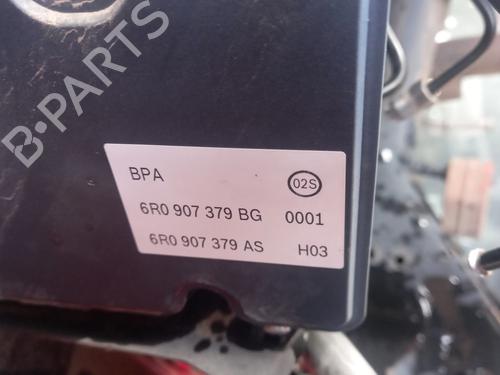 B-PARTS
BPA 02S
6R0 907 379 BG 0001
6R0 907 379 AS H03